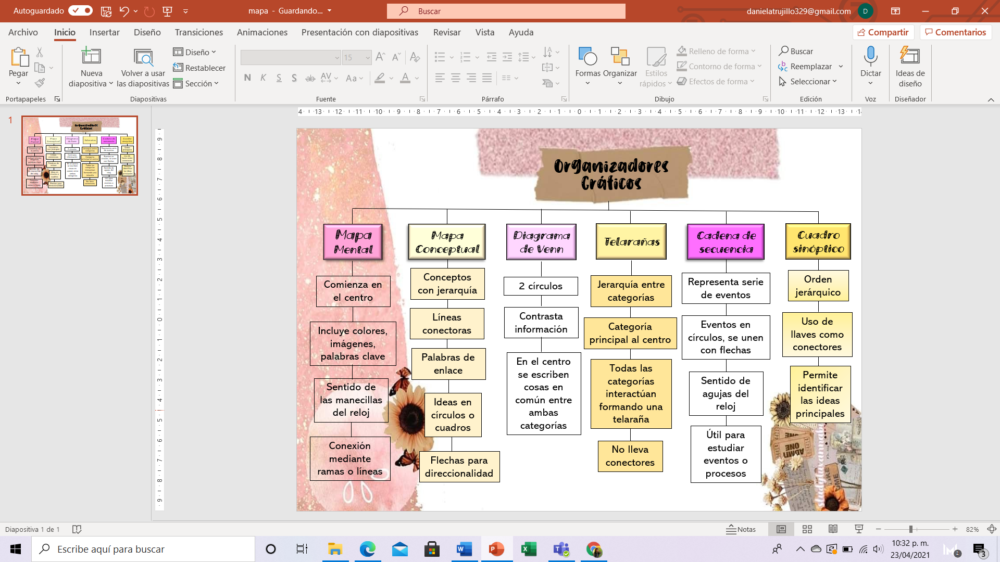 Autoguardado
mapa - Guardando...
Buscar
danielatrujillo329@gmail.com
D
Archivo
Inicio
Insertar
Diseño
Transiciones
Animaciones
Presentación con diapositivas
Revisar
Vista
Ayuda
Compartir
Comentarios
Pegar
Nueva
diapositiva
Volver a usar
las diapositivas
Diseño
Restablecer
Sección
15
N K S S ab AV Aa A
Formas
Organizar
Estilos
rápidos
Relleno de forma
Contorno de forma
Efectos de forma
Buscar
Reemplazar
Seleccionar
Dictar
Ideas de
diseño
Portapapeles
Diapositivas
Fuente
Párrafo
Dibujo
Edición
Voz
Diseñador
1
Organizadores
Gráficos
Mapa
Mental
Comienza en
el centro
Incluye colores,
imágenes,
palabras clave
Sentido de
las manecillas
del reloj
Conexión
mediante
ramas o líneas
Mapa
Conceptual
Conceptos
con jerarquía
Líneas
conectoras
Palabras de
enlace
Ideas en
círculos o
cuadros
Flechas para
direccionalidad
Diagrama
de Venn
2 círculos
Contrasta
información
En el centro
se escriben
cosas en
común entre
ambas
categorías
Telarañas
Jerarquía entre
categorías
Categoría
principal al centro
Todas las
categorías
interactúan
formando una
telaraña
No lleva
conectores
Cadena de
secuencia
Representa serie
de eventos
Eventos en
círculos, se unen
con flechas
Sentido de
agujas del
reloj
Útil para
estudiar
eventos o
procesos
Cuadro
sinóptico
Orden
jerárquico
Uso de
llaves como
conectores
Permite
identificar
las ideas
principales
ADMIT
ONE
Diapositiva 1 de 1
Notas
82%
Escribe aquí para buscar
10:32 p. m.
23/04/2021
2
3